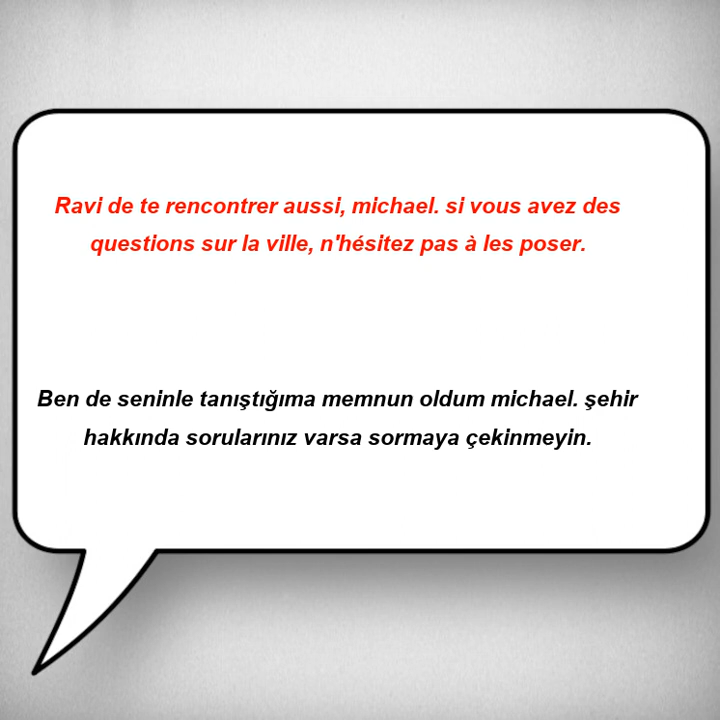 Ravi de te rencontrer aussi, michael. si vous avez des
questions sur la ville, n'hésitez pas à les poser.
Ben de seninle tanıştığıma memnun oldum michael. şehir
hakkında sorularınız varsa sormaya çekinmeyin.